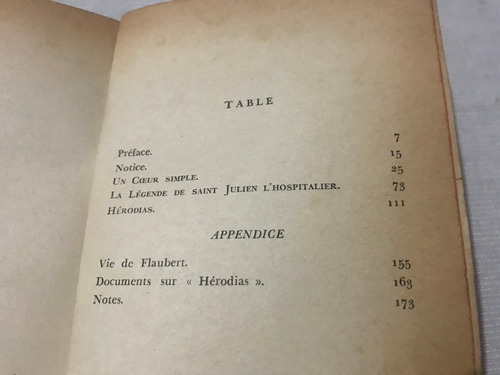 TABLE
Préface. 7
Notice. 15
Un Cœur simple. 25
La Légende de saint Julien l'Hospitalier. 73
Hérodias. 111
APPENDICE
Vie de Flaubert. 155
Documents sur « Hérodias ». 163
Notes. 173